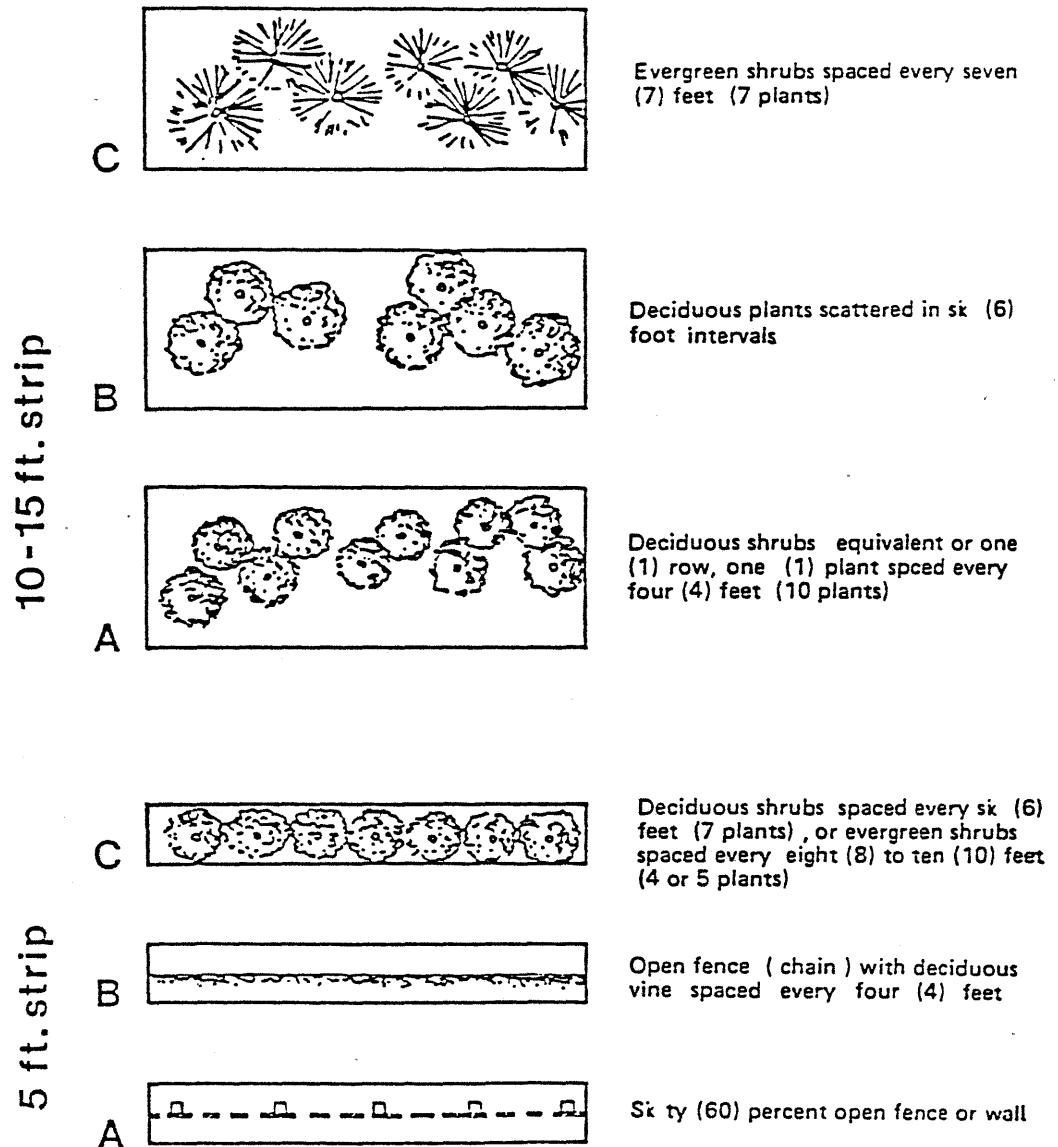 10-15 ft. strip
C
Evergreen shrubs spaced every seven
(7) feet (7 plants)
B
Deciduous plants scattered in sk (6)
foot intervals
A
Deciduous shrubs equivalent or one
(1) row, one (1) plant spced every
four (4) feet (10 plants)
5 ft. strip
C
Deciduous shrubs spaced every sk (6)
feet (7 plants) , or evergreen shrubs
spaced every eight (8) to ten (10) feet
(4 or 5 plants)
B
Open fence ( chain ) with deciduous
vine spaced every four (4) feet
A
Sk ty (60) percent open fence or wall